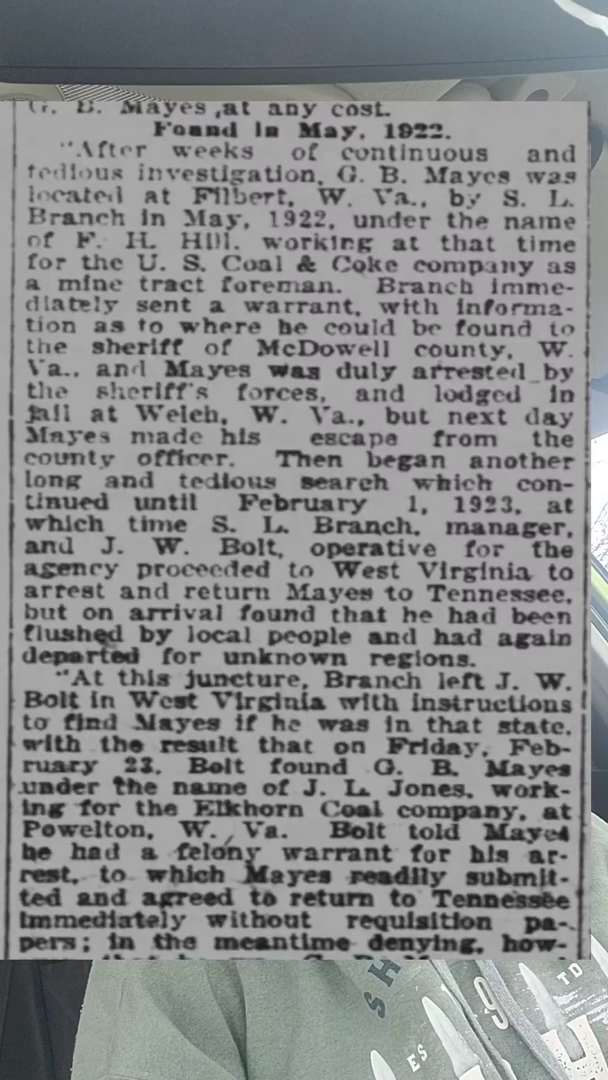 G. B. Mayes at any cost.
Found in May, 1922.
"After weeks of continuous and
tedious investigation, G. B. Mayes was
located at Filbert, W. Va., by S. L.
Branch in May, 1922, under the name
of F. H. Hill, working at that time
for the U. S. Coal & Coke company as
a mine tract foreman. Branch imme-
diately sent a warrant, with informa-
tion as to where he could be found to
the sheriff of McDowell county, W.
Va., and Mayes was duly arrested by
the sheriff's forces, and lodged in
jail at Welch, W. Va., but next day
Mayes made his escape from the
county officer. Then began another
long and tedious search which con-
tinued until February 1, 1923, at
which time S. L. Branch, manager,
and J. W. Bolt, operative for the
agency proceeded to West Virginia to
arrest and return Mayes to Tennessee,
but on arrival found that he had been
flushed by local people and had again
departed for unknown regions.
"At this juncture, Branch left J. W.
Bolt in West Virginia with instructions
to find Mayes if he was in that state,
with the result that on Friday, Feb-
ruary 23, Bolt found G. B. Mayes
under the name of J. L. Jones, work-
ing for the Elkhorn Coal company, at
Powelton, W. Va. Bolt told Mayes
he had a felony warrant for his ar-
rest, to which Mayes readily submit-
ted and agreed to return to Tennessee
immediately without requisition pa-
pers; in the meantime denying, how-
SH
9
TD
ES